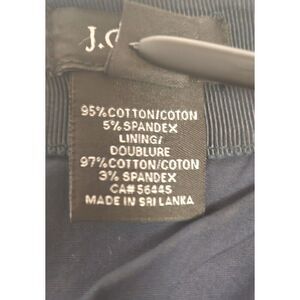 J.C
95% COTTON/COTON
5% SPANDEX
LINING/
DOUBLURE
97% COTTON/COTON
3% SPANDEX
CA# 56445
MADE IN SRI LANKA